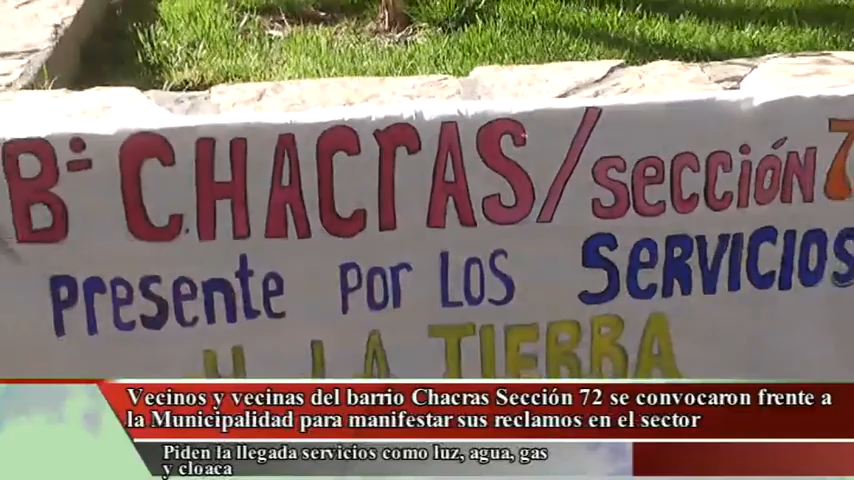 Bº CHACRAS/sección 7
Presente Por Los Servicios
y LA TIERRA
Vecinos y vecinas del barrio Chacras Sección 72 se convocaron frente a
la Municipalidad para manifestar sus reclamos en el sector
Piden la llegada servicios como luz, agua, gas
y cloaca